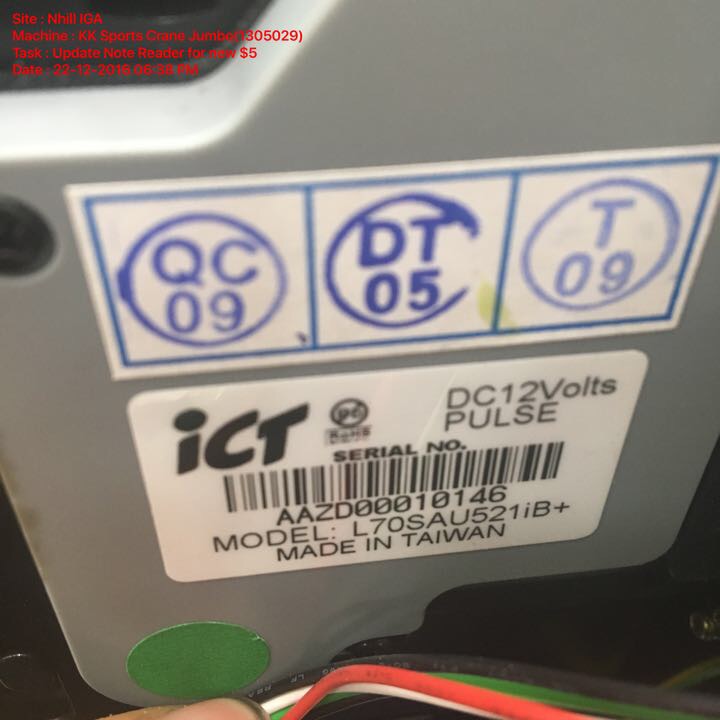 Site : Nhill IGA
Machine : KK Sports Crane Jumbo(1305029)
Task : Update Note Reader for new $5
Date : 22-12-2016 06:38 PM
QC
09
DT
05
T
09
iCT
Pb
RoHS
DC12Volts
PULSE
SERIAL NO.
AAZD00010146
MODEL: L70SAU521iB+
MADE IN TAIWAN